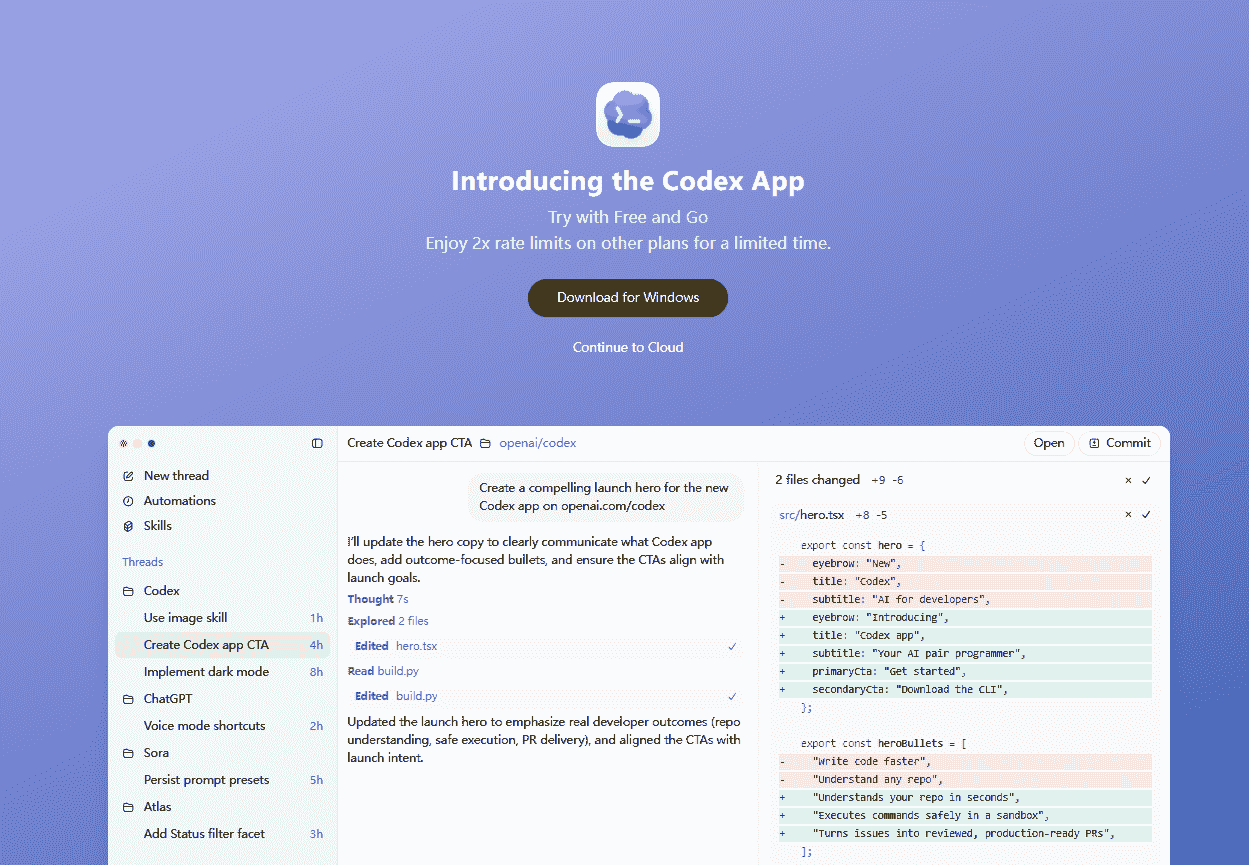 Introducing the Codex App
Try with Free and Go
Enjoy 2x rate limits on other plans for a limited time.
Download for Windows
Continue to Cloud
New thread
Automations
Skills
Threads
Codex
Use image skill 1h
Create Codex app CTA 4h
Implement dark mode 8h
ChatGPT
Voice mode shortcuts 2h
Sora
Persist prompt presets 5h
Atlas
Add Status filter facet 3h
Create Codex app CTA openai/codex
Open Commit
Create a compelling launch hero for the new
Codex app on openai.com/codex
I'll update the hero copy to clearly communicate what Codex app
does, add outcome-focused bullets, and ensure the CTAs align with
launch goals.
Thought 7s
Explored 2 files
Edited hero.tsx
Read build.py
Edited build.py
Updated the launch hero to emphasize real developer outcomes (repo
understanding, safe execution, PR delivery), and aligned the CTAs with
launch intent.
2 files changed +9 -6
src/hero.tsx +8 -5
export const hero = {
- eyebrow: "New",
- title: "Codex",
- subtitle: "AI for developers",
+ eyebrow: "Introducing",
+ title: "Codex app",
+ subtitle: "Your AI pair programmer",
+ primaryCta: "Get started",
+ secondaryCta: "Download the CLI",
};
export const heroBullets = [
- "Write code faster",
- "Understand any repo",
+ "Understands your repo in seconds",
+ "Executes commands safely in a sandbox",
+ "Turns issues into reviewed, production-ready PRs",
];